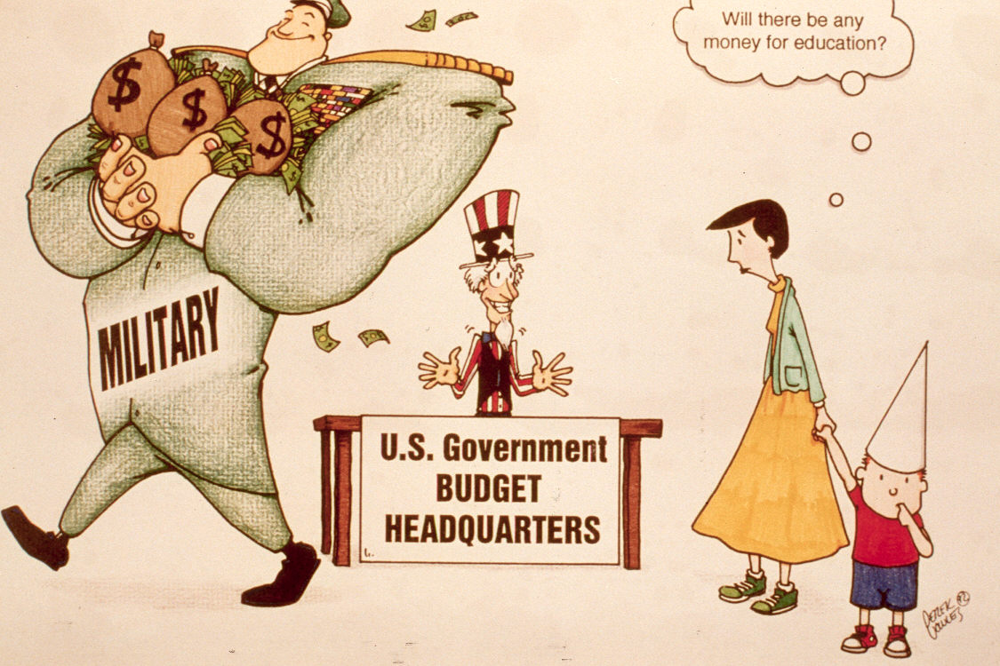 Will there be any
money for education?
$
$
$
MILITARY
U.S. Government
BUDGET
HEADQUARTERS